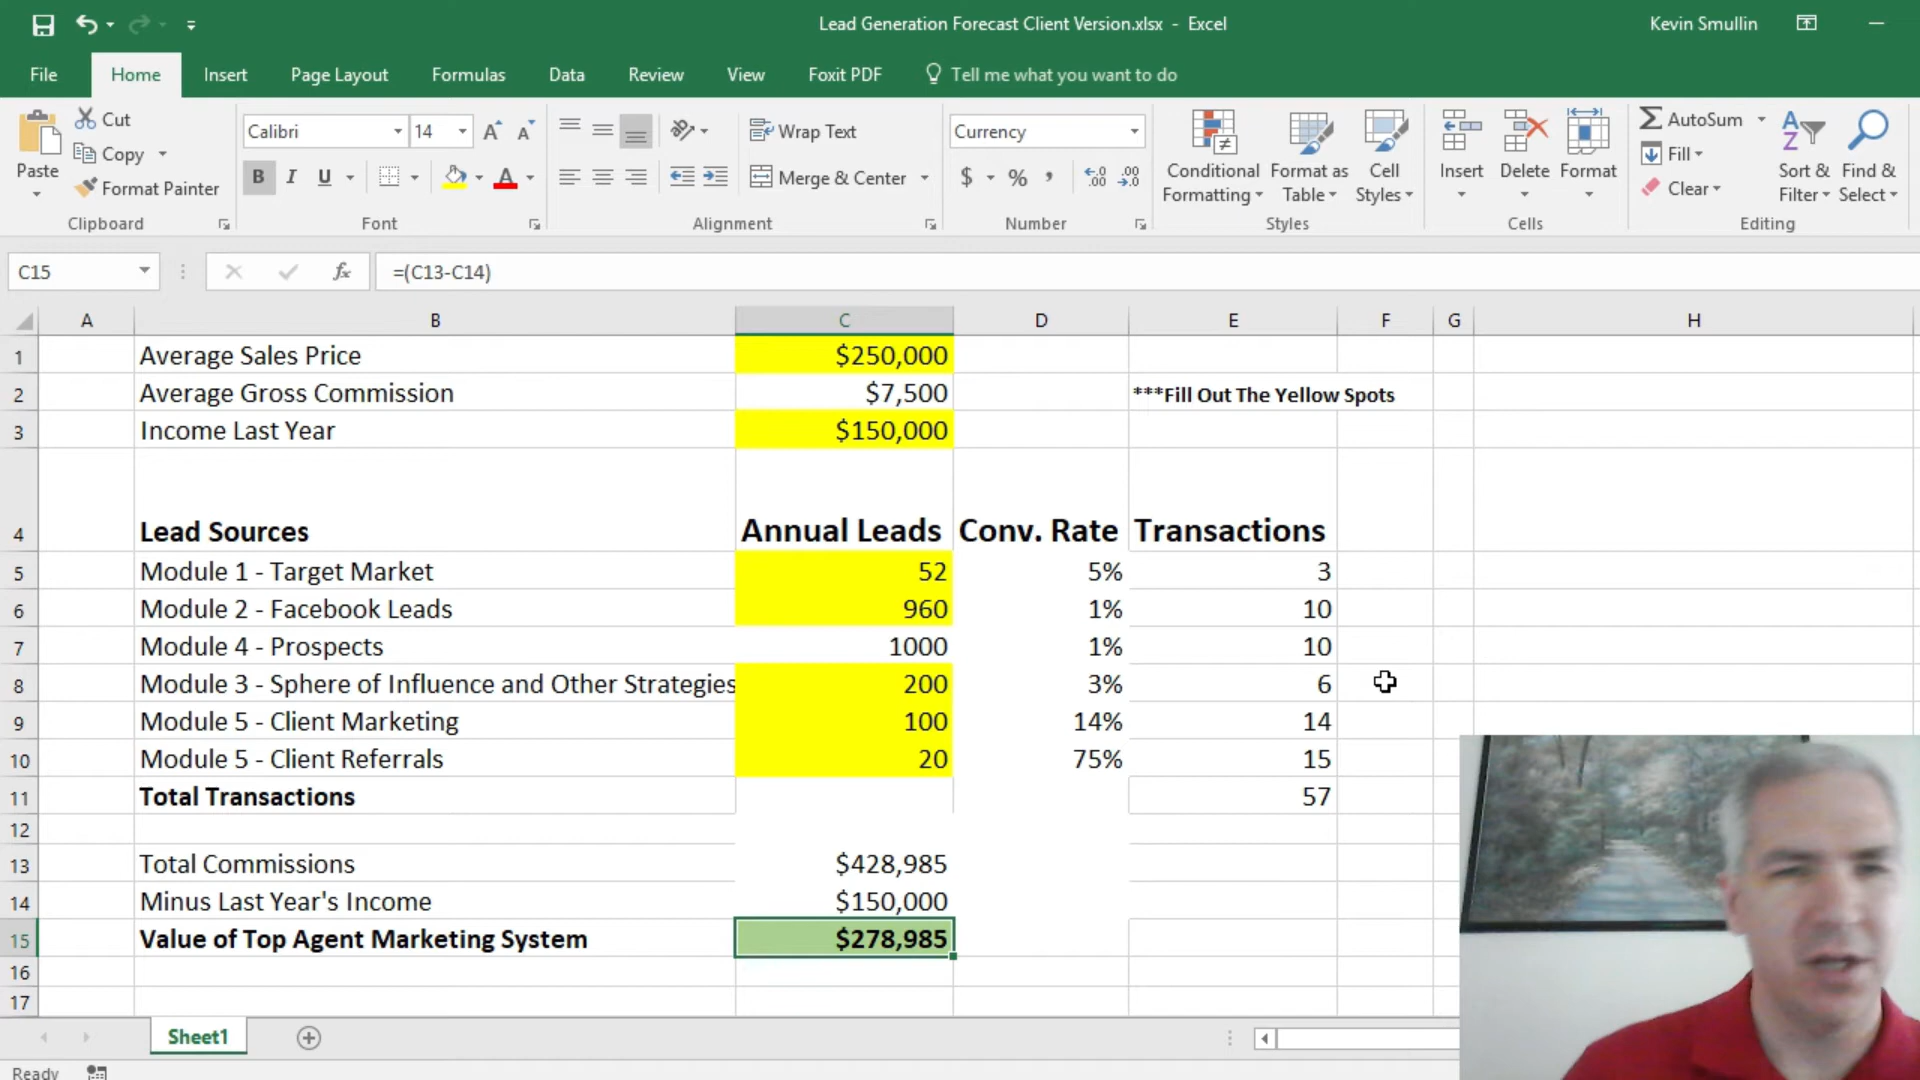 Lead Generation Forecast Client Version.xlsx - Excel
Kevin Smullin
File Home Insert Page Layout Formulas Data Review View Foxit PDF Tell me what you want to do
Paste
Cut
Copy
Format Painter
Clipboard
Calibri 14 A A
B I U A
Font
Wrap Text
Merge & Center
Alignment
Currency
$ % , .00 .00
Number
Conditional Formatting
Format as Table
Cell Styles
Styles
Insert Delete Format
Cells
AutoSum
Fill
Clear
Sort & Filter
Find & Select
Editing
C15 fx =(C13-C14)
A B C D E F G H
1 Average Sales Price $250,000
2 Average Gross Commission $7,500 ***Fill Out The Yellow Spots
3 Income Last Year $150,000
4 Lead Sources Annual Leads Conv. Rate Transactions
5 Module 1 - Target Market 52 5% 3
6 Module 2 - Facebook Leads 960 1% 10
7 Module 4 - Prospects 1000 1% 10
8 Module 3 - Sphere of Influence and Other Strategies 200 3% 6
9 Module 5 - Client Marketing 100 14% 14
10 Module 5 - Client Referrals 20 75% 15
11 Total Transactions 57
12
13 Total Commissions $428,985
14 Minus Last Year's Income $150,000
15 Value of Top Agent Marketing System $278,985
16
17
Sheet1
Ready